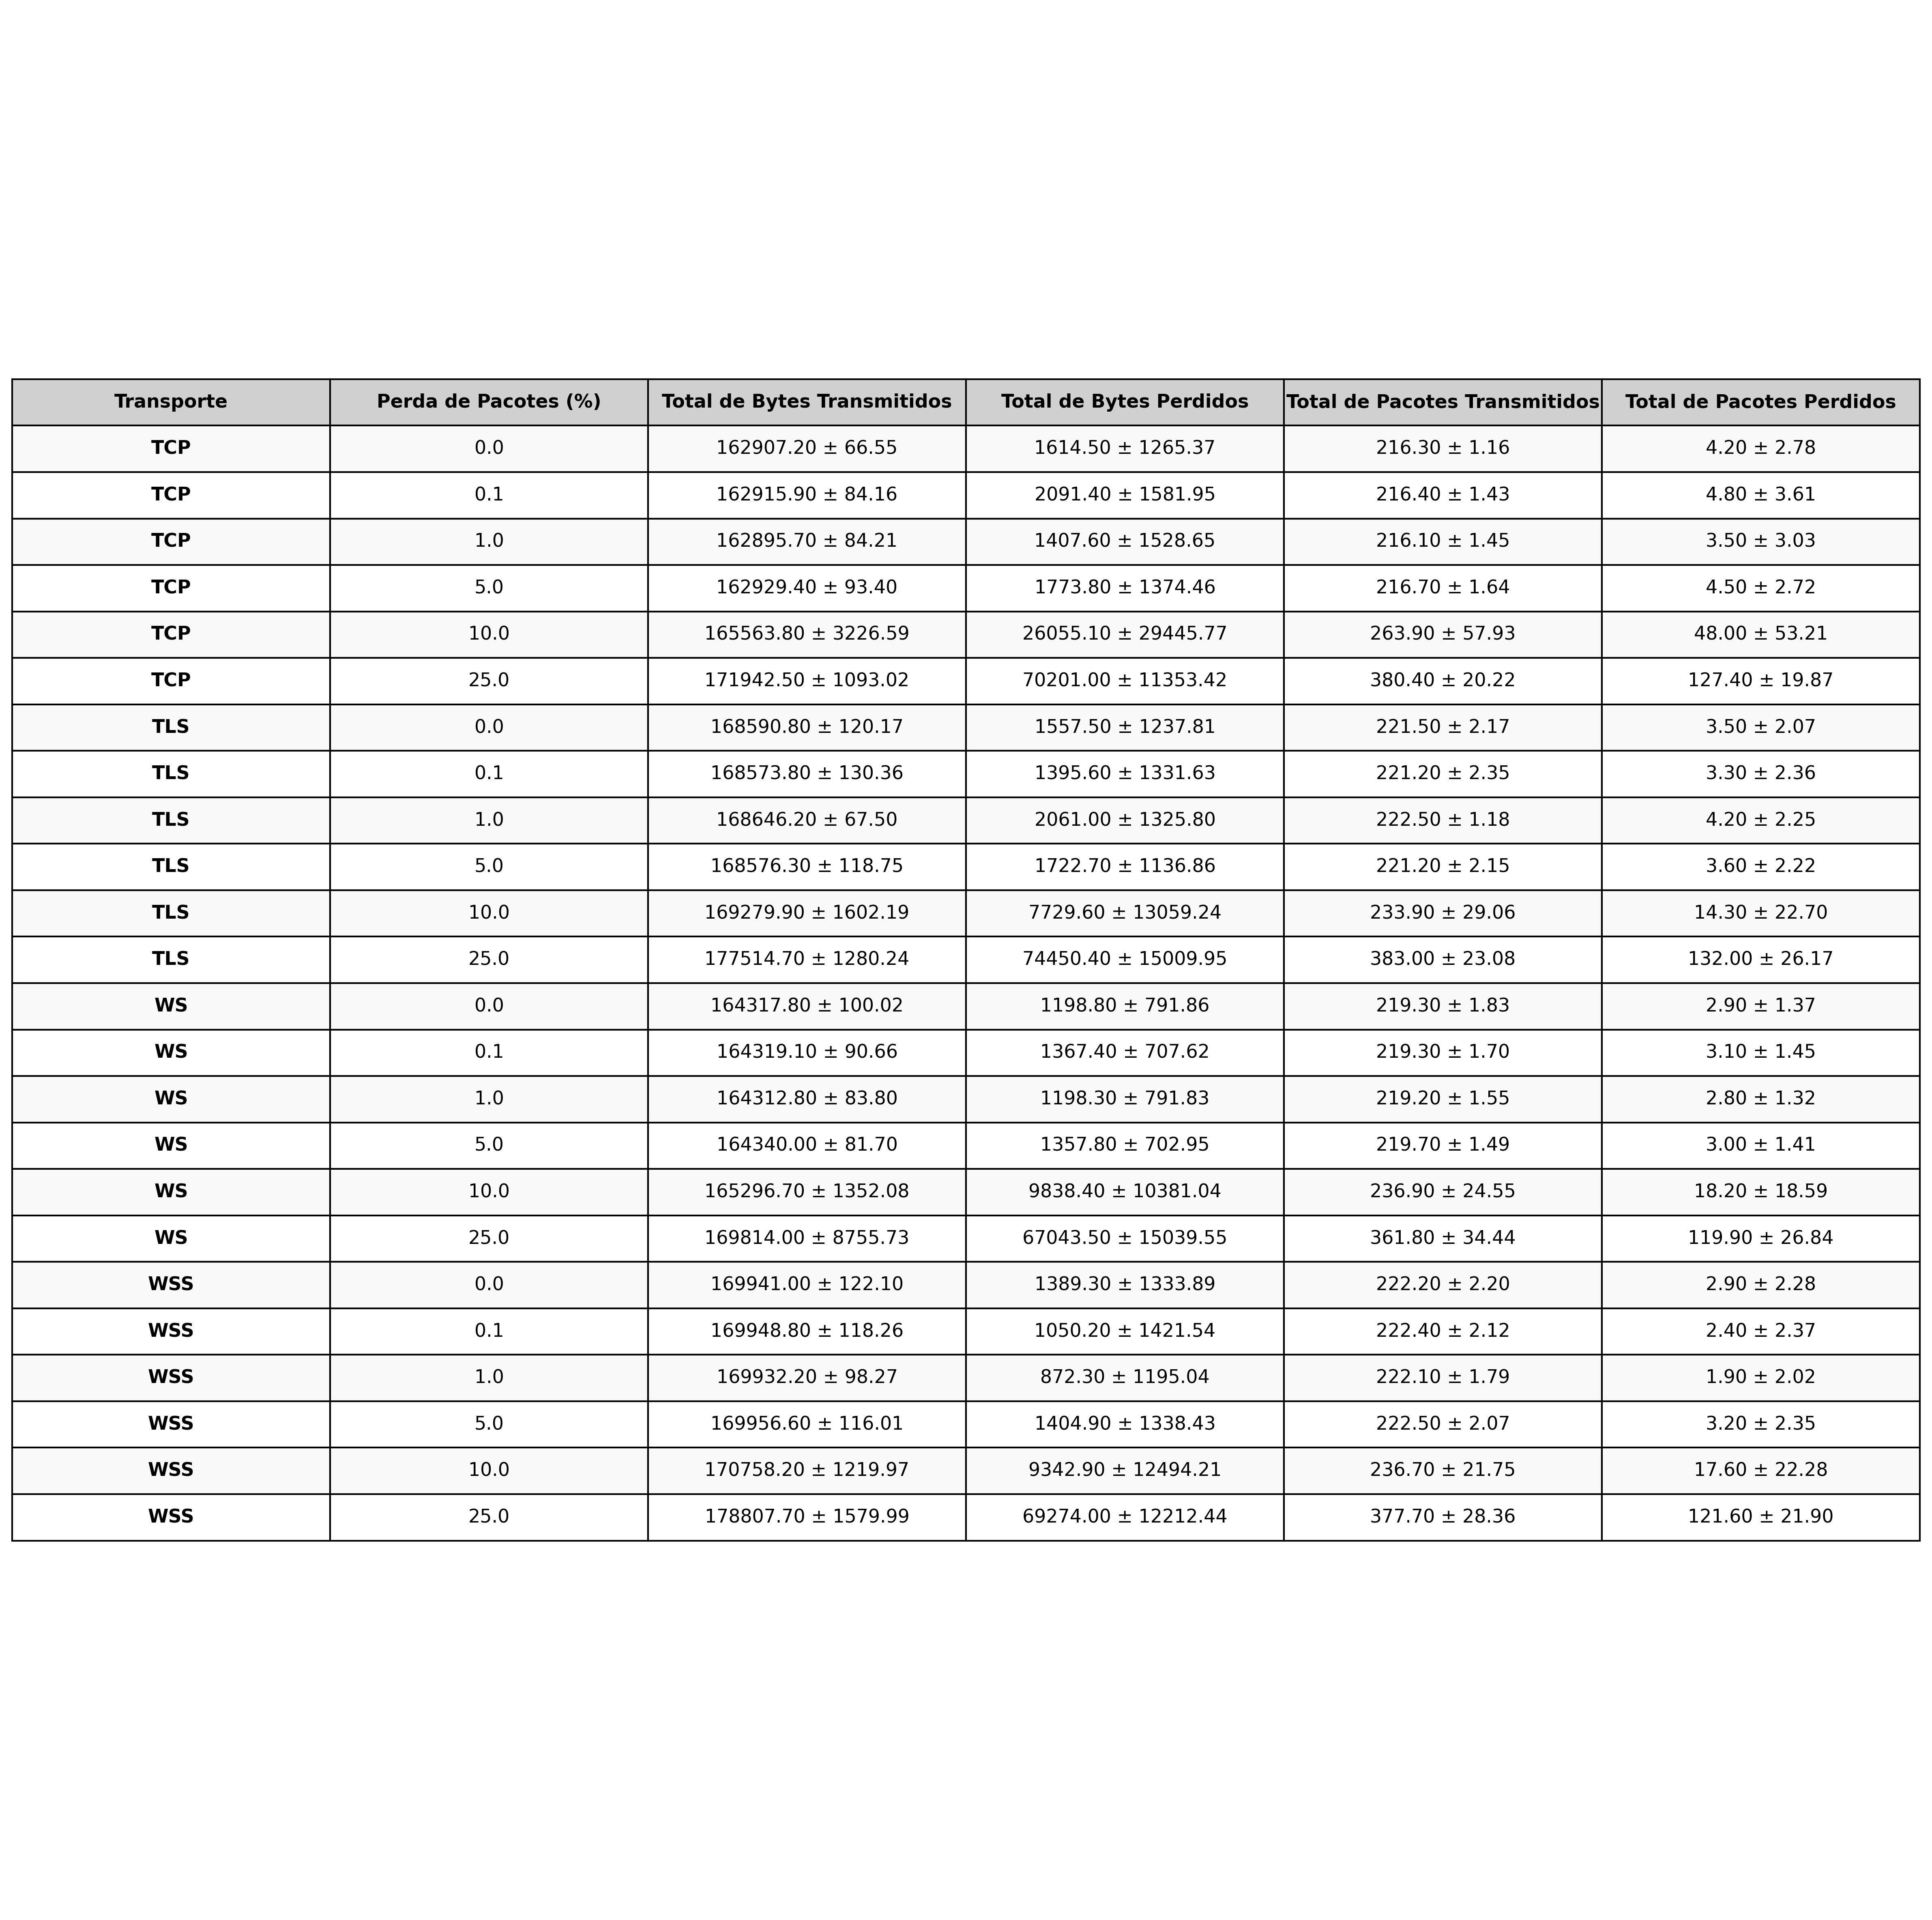 Transporte Perda de Pacotes (%) Total de Bytes Transmitidos Total de Bytes Perdidos Total de Pacotes Transmitidos Total de Pacotes Perdidos
TCP 0.0 162907.20 ± 66.55 1614.50 ± 1265.37 216.30 ± 1.16 4.20 ± 2.78
TCP 0.1 162915.90 ± 84.16 2091.40 ± 1581.95 216.40 ± 1.43 4.80 ± 3.61
TCP 1.0 162895.70 ± 84.21 1407.60 ± 1528.65 216.10 ± 1.45 3.50 ± 3.03
TCP 5.0 162929.40 ± 93.40 1773.80 ± 1374.46 216.70 ± 1.64 4.50 ± 2.72
TCP 10.0 165563.80 ± 3226.59 26055.10 ± 29445.77 263.90 ± 57.93 48.00 ± 53.21
TCP 25.0 171942.50 ± 1093.02 70201.00 ± 11353.42 380.40 ± 20.22 127.40 ± 19.87
TLS 0.0 168590.80 ± 120.17 1557.50 ± 1237.81 221.50 ± 2.17 3.50 ± 2.07
TLS 0.1 168573.80 ± 130.36 1395.60 ± 1331.63 221.20 ± 2.35 3.30 ± 2.36
TLS 1.0 168646.20 ± 67.50 2061.00 ± 1325.80 222.50 ± 1.18 4.20 ± 2.25
TLS 5.0 168576.30 ± 118.75 1722.70 ± 1136.86 221.20 ± 2.15 3.60 ± 2.22
TLS 10.0 169279.90 ± 1602.19 7729.60 ± 13059.24 233.90 ± 29.06 14.30 ± 22.70
TLS 25.0 177514.70 ± 1280.24 74450.40 ± 15009.95 383.00 ± 23.08 132.00 ± 26.17
WS 0.0 164317.80 ± 100.02 1198.80 ± 791.86 219.30 ± 1.83 2.90 ± 1.37
WS 0.1 164319.10 ± 90.66 1367.40 ± 707.62 219.30 ± 1.70 3.10 ± 1.45
WS 1.0 164312.80 ± 83.80 1198.30 ± 791.83 219.20 ± 1.55 2.80 ± 1.32
WS 5.0 164340.00 ± 81.70 1357.80 ± 702.95 219.70 ± 1.49 3.00 ± 1.41
WS 10.0 165296.70 ± 1352.08 9838.40 ± 10381.04 236.90 ± 24.55 18.20 ± 18.59
WS 25.0 169814.00 ± 8755.73 67043.50 ± 15039.55 361.80 ± 34.44 119.90 ± 26.84
WSS 0.0 169941.00 ± 122.10 1389.30 ± 1333.89 222.20 ± 2.20 2.90 ± 2.28
WSS 0.1 169948.80 ± 118.26 1050.20 ± 1421.54 222.40 ± 2.12 2.40 ± 2.37
WSS 1.0 169932.20 ± 98.27 872.30 ± 1195.04 222.10 ± 1.79 1.90 ± 2.02
WSS 5.0 169956.60 ± 116.01 1404.90 ± 1338.43 222.50 ± 2.07 3.20 ± 2.35
WSS 10.0 170758.20 ± 1219.97 9342.90 ± 12494.21 236.70 ± 21.75 17.60 ± 22.28
WSS 25.0 178807.70 ± 1579.99 69274.00 ± 12212.44 377.70 ± 28.36 121.60 ± 21.90